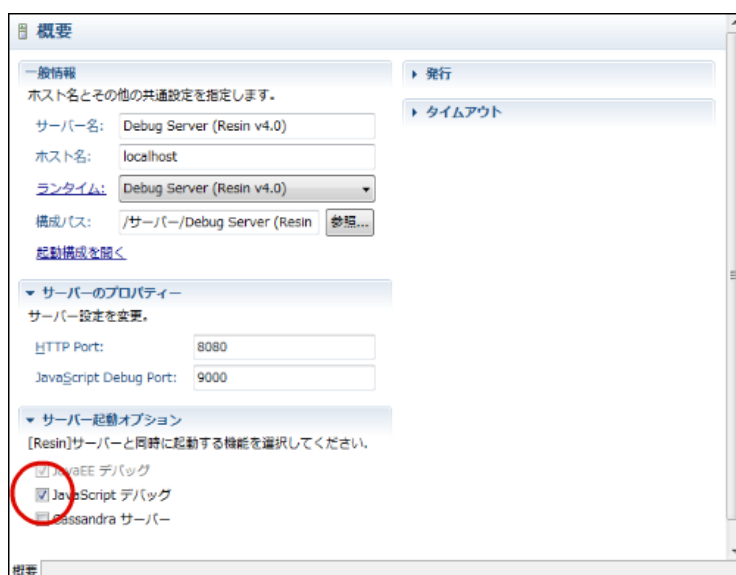 概要
一般情報
ホスト名とその他の共通設定を指定します。
サーバー名: Debug Server (Resin v4.0)
ホスト名: localhost
ランタイム: Debug Server (Resin v4.0)
構成パス: /サーバー/Debug Server (Resin 参照...
起動構成を開く
サーバーのプロパティー
サーバー設定を変更。
HTTP Port: 8080
JavaScript Debug Port: 9000
サーバー起動オプション
[Resin]サーバーと同時に起動する機能を選択してください.
JavaEE デバッグ
JavaScript デバッグ
Cassandra サーバー
発行
タイムアウト
概要